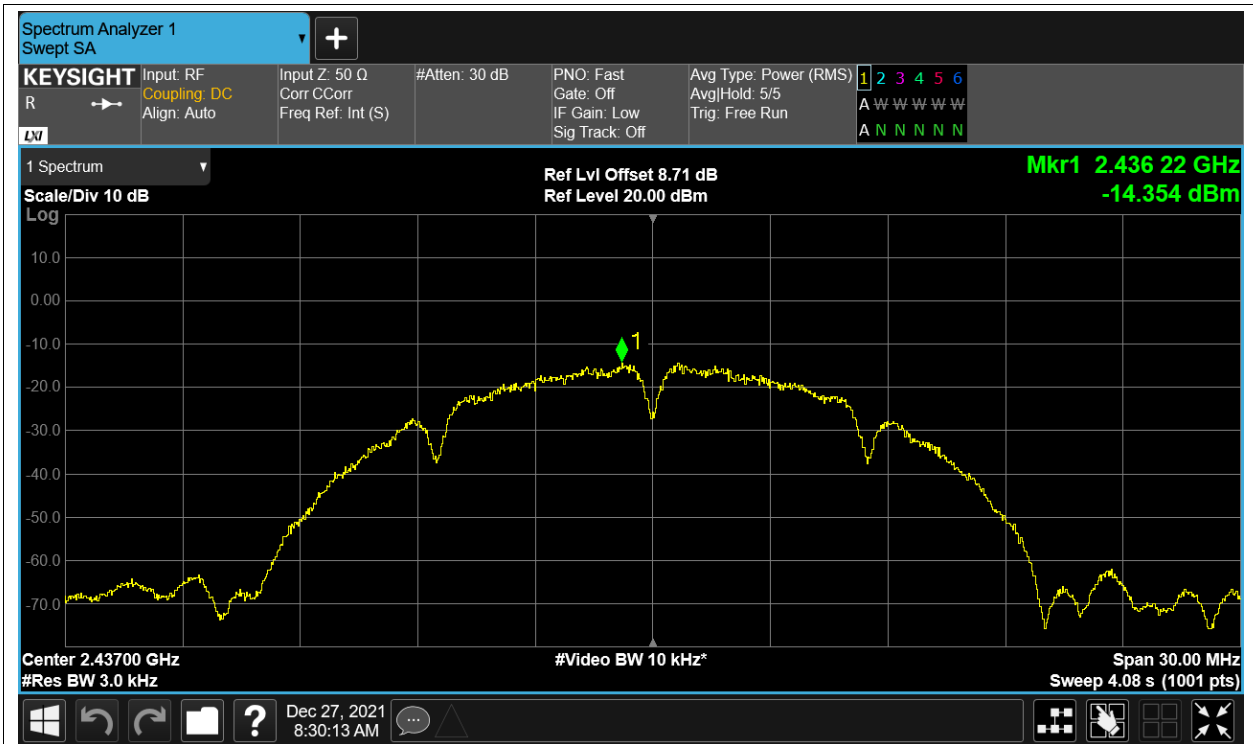 Spectrum Analyzer 1
Swept SA
KEYSIGHT
R
LXI
Input: RF
Coupling: DC
Align: Auto
Input Z: 50 Ω
Corr CCorr
Freq Ref: Int (S)
#Atten: 30 dB
PNO: Fast
Gate: Off
IF Gain: Low
Sig Track: Off
Avg Type: Power (RMS)
Avg|Hold: 5/5
Trig: Free Run
1 2 3 4 5 6
A W W W W W
A N N N N N
1 Spectrum
Scale/Div 10 dB
Ref Lvl Offset 8.71 dB
Ref Level 20.00 dBm
Mkr1 2.436 22 GHz
-14.354 dBm
Log
10.0
0.00
-10.0
-20.0
-30.0
-40.0
-50.0
-60.0
-70.0
1
Center 2.43700 GHz
#Res BW 3.0 kHz
#Video BW 10 kHz*
Span 30.00 MHz
Sweep 4.08 s (1001 pts)
?
Dec 27, 2021
8:30:13 AM